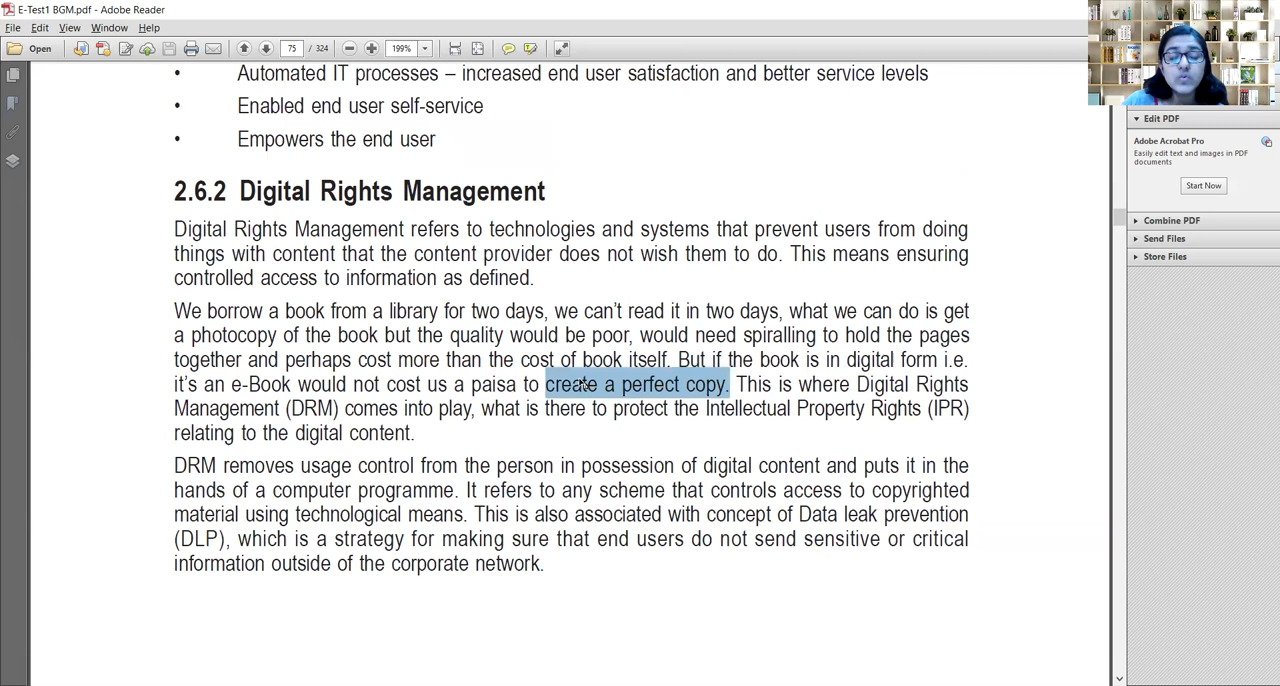 E-Test1 BGM.pdf - Adobe Reader
File Edit View Window Help
Open 75 / 324 199%
• Automated IT processes – increased end user satisfaction and better service levels
• Enabled end user self-service
• Empowers the end user
2.6.2 Digital Rights Management
Digital Rights Management refers to technologies and systems that prevent users from doing
things with content that the content provider does not wish them to do. This means ensuring
controlled access to information as defined.
We borrow a book from a library for two days, we can't read it in two days, what we can do is get
a photocopy of the book but the quality would be poor, would need spiralling to hold the pages
together and perhaps cost more than the cost of book itself. But if the book is in digital form i.e.
it's an e-Book would not cost us a paisa to create a perfect copy. This is where Digital Rights
Management (DRM) comes into play, what is there to protect the Intellectual Property Rights (IPR)
relating to the digital content.
DRM removes usage control from the person in possession of digital content and puts it in the
hands of a computer programme. It refers to any scheme that controls access to copyrighted
material using technological means. This is also associated with concept of Data leak prevention
(DLP), which is a strategy for making sure that end users do not send sensitive or critical
information outside of the corporate network.
Edit PDF
Adobe Acrobat Pro
Easily edit text and images in PDF
documents
Start Now
Combine PDF
Send Files
Store Files